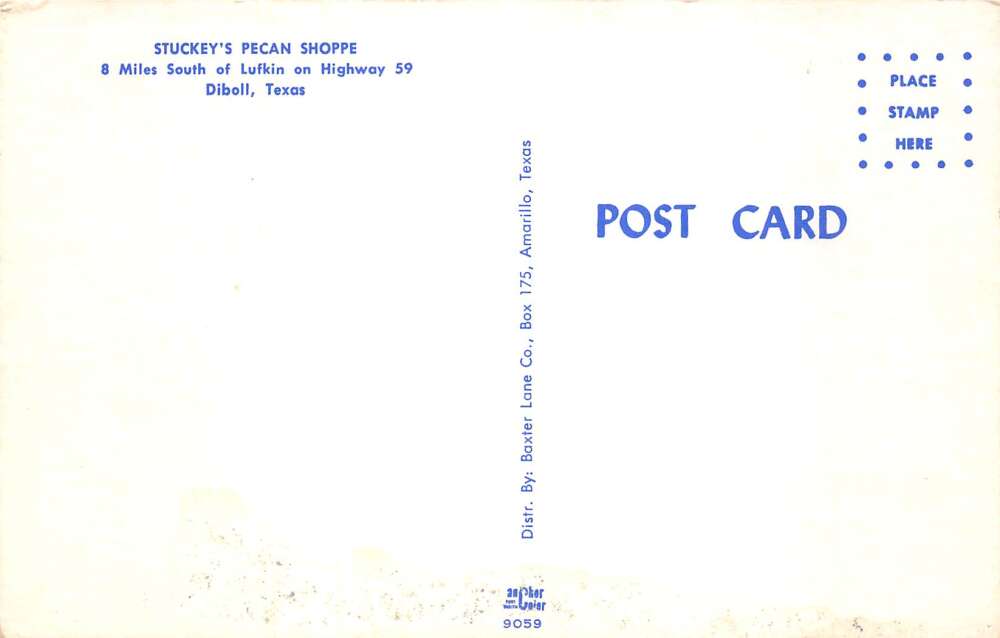 STUCKEY'S PECAN SHOPPE
8 Miles South of Lufkin on Highway 59
Diboll, Texas
PLACE
STAMP
HERE
POST CARD
Distr. By: Baxter Lane Co., Box 175, Amarillo, Texas
9059